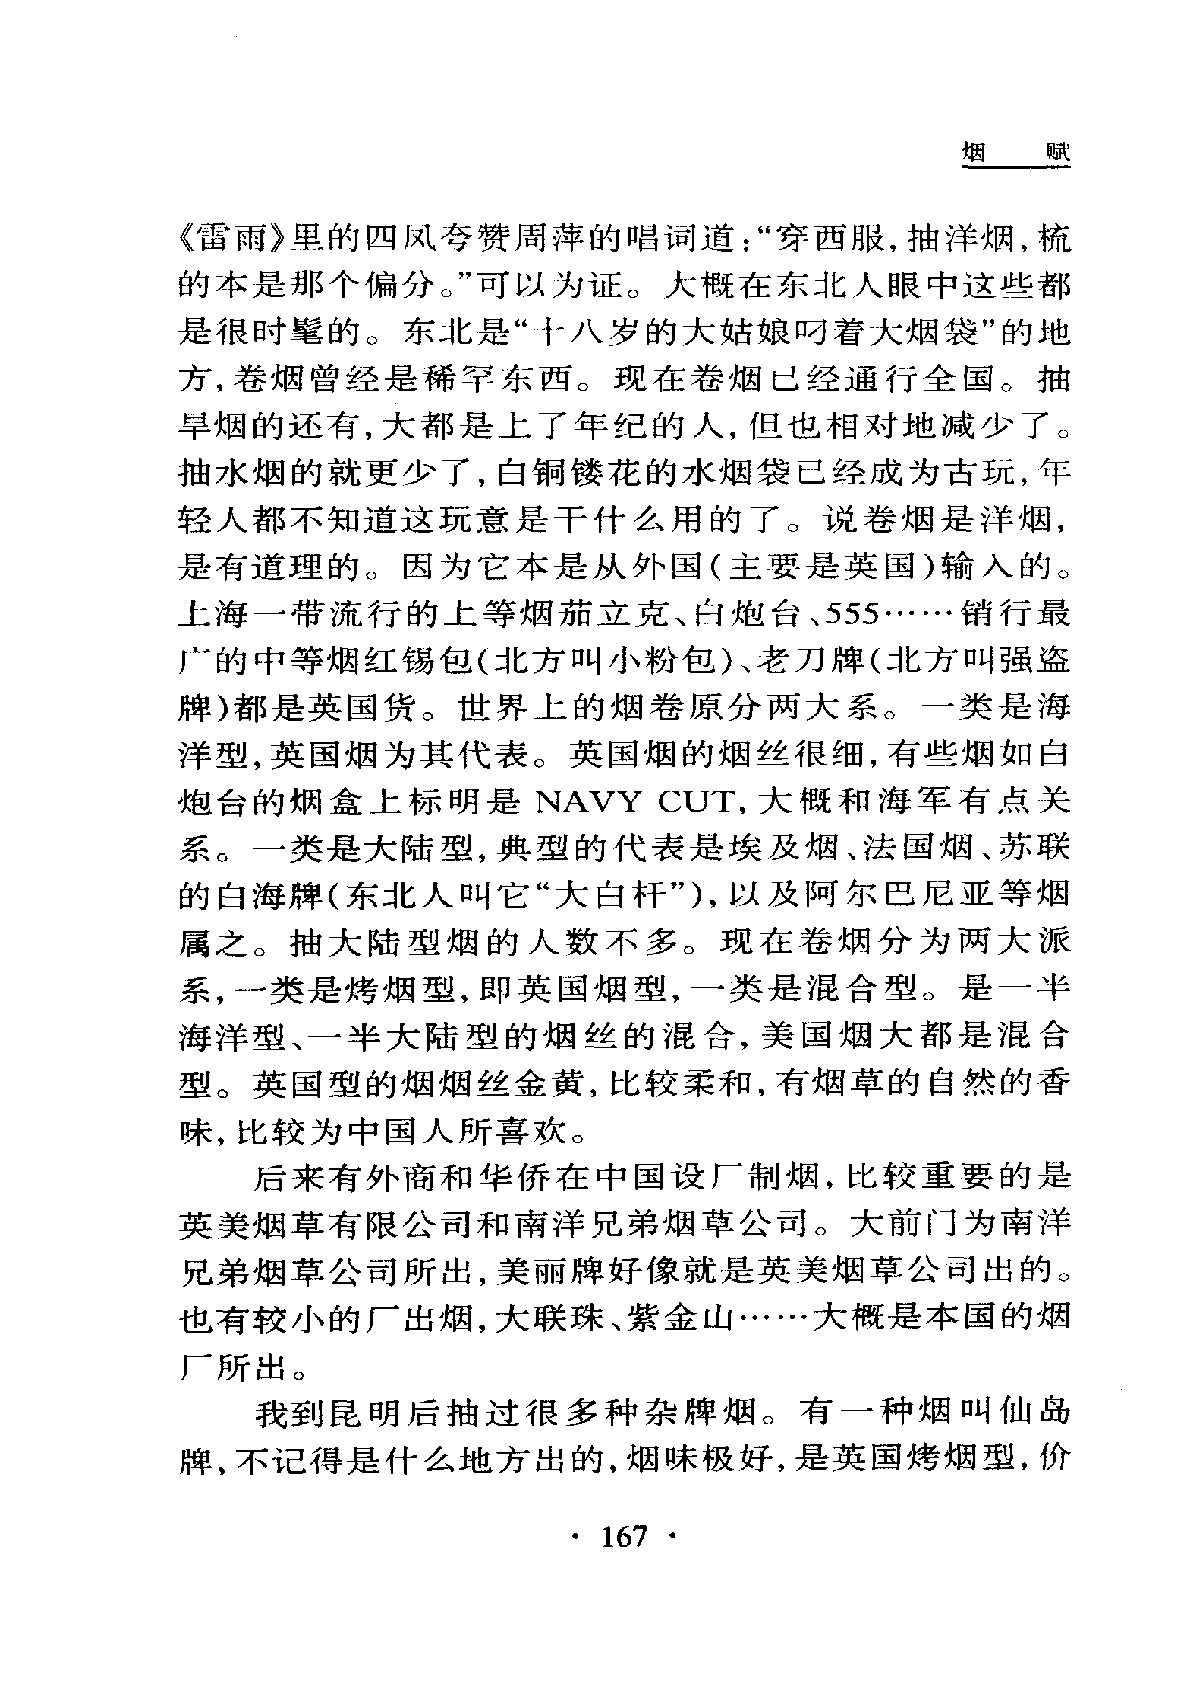 烟 赋
《雷雨》里的四凤夸赞周萍的唱词道：“穿西服，抽洋烟，梳
的本是那个偏分。”可以为证。大概在东北人眼中这些都
是很时髦的。东北是“十八岁的大姑娘叼着大烟袋”的地
方，卷烟曾经是稀罕东西。现在卷烟已经通行全国。抽
旱烟的还有，大都是上了年纪的人，但也相对地减少了。
抽水烟的就更少了，白铜镂花的水烟袋已经成为古玩，年
轻人都不知道这玩意是干什么用的了。说卷烟是洋烟，
是有道理的。因为它本是从外国（主要是英国）输入的。
上海一带流行的上等烟茄立克、白炮台、555……销行最
广的中等烟红锡包（北方叫小粉包）、老刀牌（北方叫强盗
牌）都是英国货。世界上的烟卷原分两大系。一类是海
洋型，英国烟为其代表。英国烟的烟丝很细，有些烟如白
炮台的烟盒上标明是 NAVY CUT，大概和海军有点关
系。一类是大陆型，典型的代表是埃及烟、法国烟、苏联
的白海牌（东北人叫它“大白杆”），以及阿尔巴尼亚等烟
属之。抽大陆型烟的人数不多。现在卷烟分为两大派
系，一类是烤烟型，即英国烟型，一类是混合型。是一半
海洋型、一半大陆型的烟丝的混合，美国烟大都是混合
型。英国型的烟烟丝金黄，比较柔和，有烟草的自然的香
味，比较为中国人所喜欢。
后来有外商和华侨在中国设厂制烟，比较重要的是
英美烟草有限公司和南洋兄弟烟草公司。大前门为南洋
兄弟烟草公司所出，美丽牌好像就是英美烟草公司出的。
也有较小的厂出烟，大联珠、紫金山……大概是本国的烟
厂所出。
我到昆明后抽过很多种杂牌烟。有一种烟叫仙岛
牌，不记得是什么地方出的，烟味极好，是英国烤烟型，价
· 167 ·